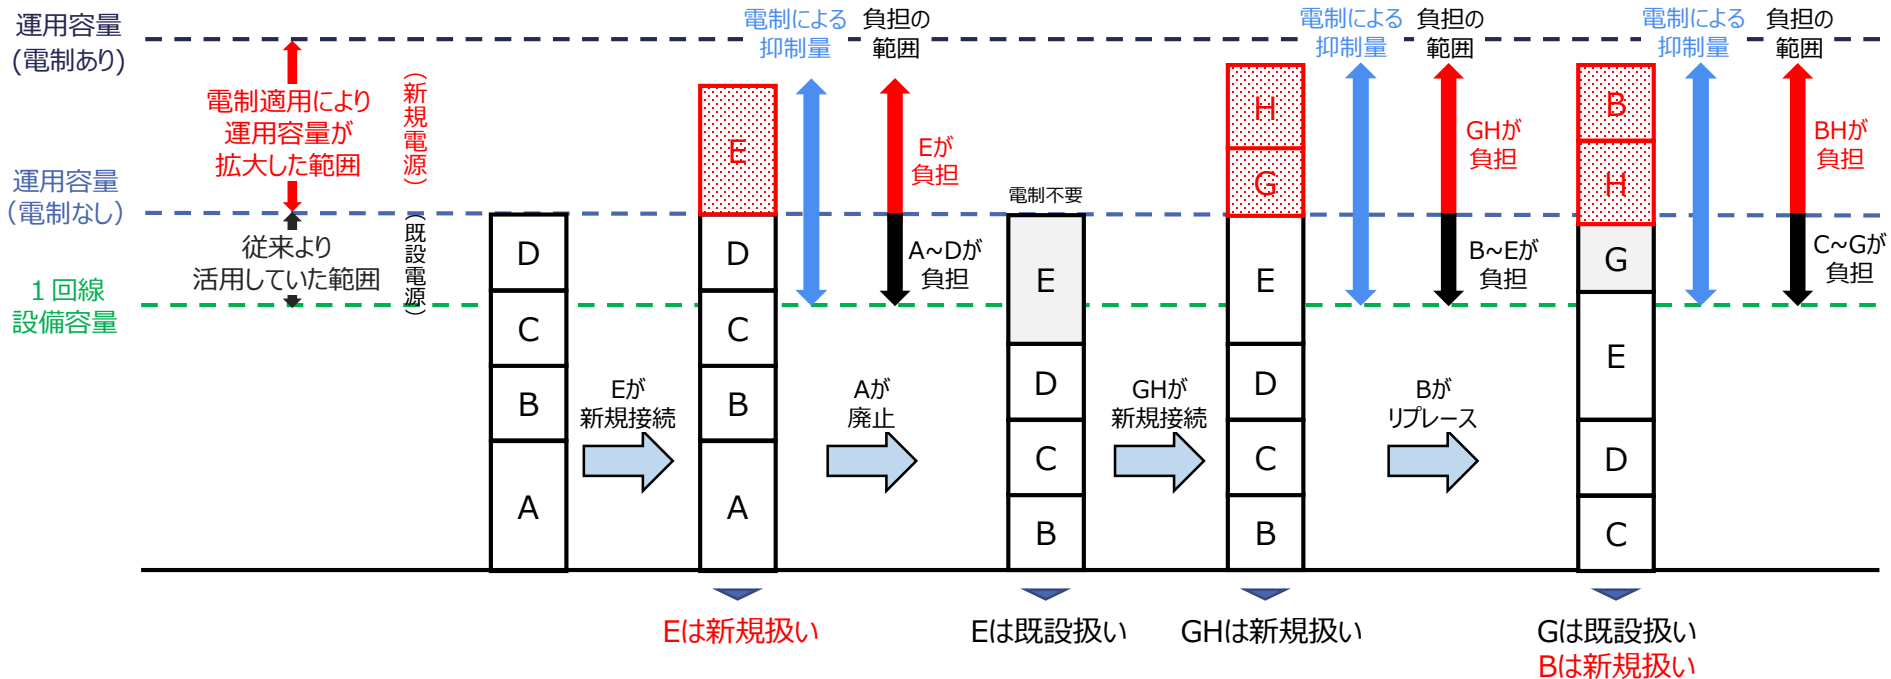 運用容量
(電制あり)
電制適用により
運用容量が
拡大した範囲
（新規電源）
運用容量
（電制なし）
従来より
活用していた範囲
（既設電源）
１回線
設備容量
D
C
B
A
Eが
新規接続
E
D
C
B
A
Eは新規扱い
電制による
抑制量
負担の
範囲
Eが
負担
A~Dが
負担
Aが
廃止
電制不要
E
D
C
B
Eは既設扱い
GHが
新規接続
H
G
E
D
C
B
GHは新規扱い
電制による
抑制量
負担の
範囲
GHが
負担
B~Eが
負担
Bが
リプレース
B
H
G
E
D
C
Gは既設扱い
Bは新規扱い
電制による
抑制量
負担の
範囲
BHが
負担
C~Gが
負担